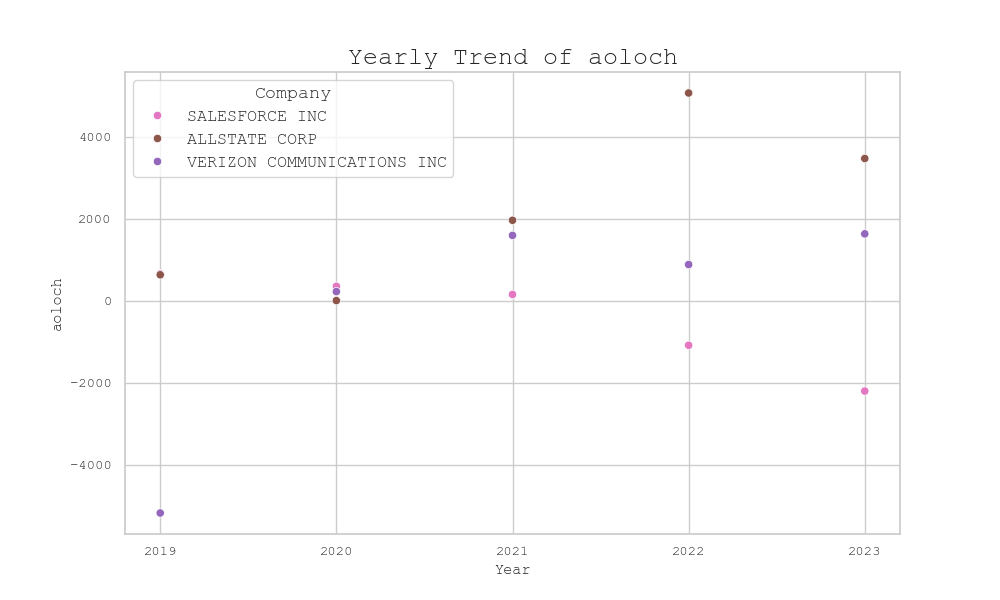 Yearly Trend of aoloch
Company
SALESFORCE INC
ALLSTATE CORP
VERIZON COMMUNICATIONS INC
4000
2000
0
−2000
−4000
aoloch
2019 2020 2021 2022 2023
Year